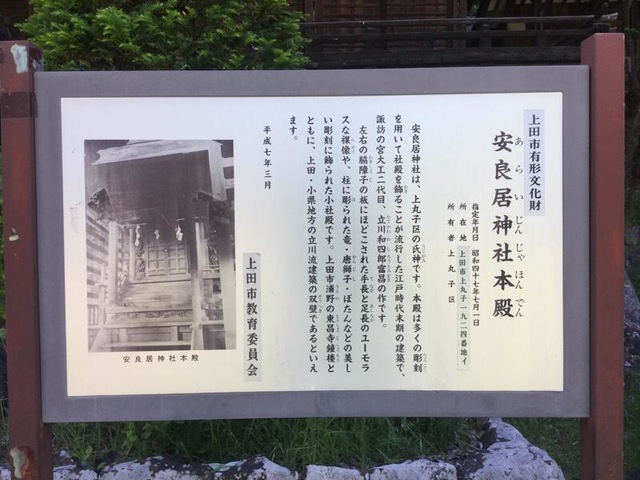 上田市有形文化財
あらいじんじゃほんでん
安良居神社本殿
指定年月日　昭和四十七年七月一日
所在地　上田市上丸子一九二四番地イ
所有者　上丸子区
安良居神社は、上丸子区の氏神です。本殿は多くの彫刻
を用いて社殿を飾ることが流行した江戸時代末期の建築で、
諏訪の宮大工二代目、立川和四郎富昌の作です。
左右の脇障子の板にほどこされた手長と足長のユーモラ
スな裸像や、柱に彫られた竜・唐獅子・ぼたんなどの美し
い彫刻に飾られた小社殿です。上田市浦野の東昌寺鐘楼と
ともに、上田・小県地方の立川流建築の双璧であるといえ
ます。
平成七年三月
上田市教育委員会
安良居神社本殿